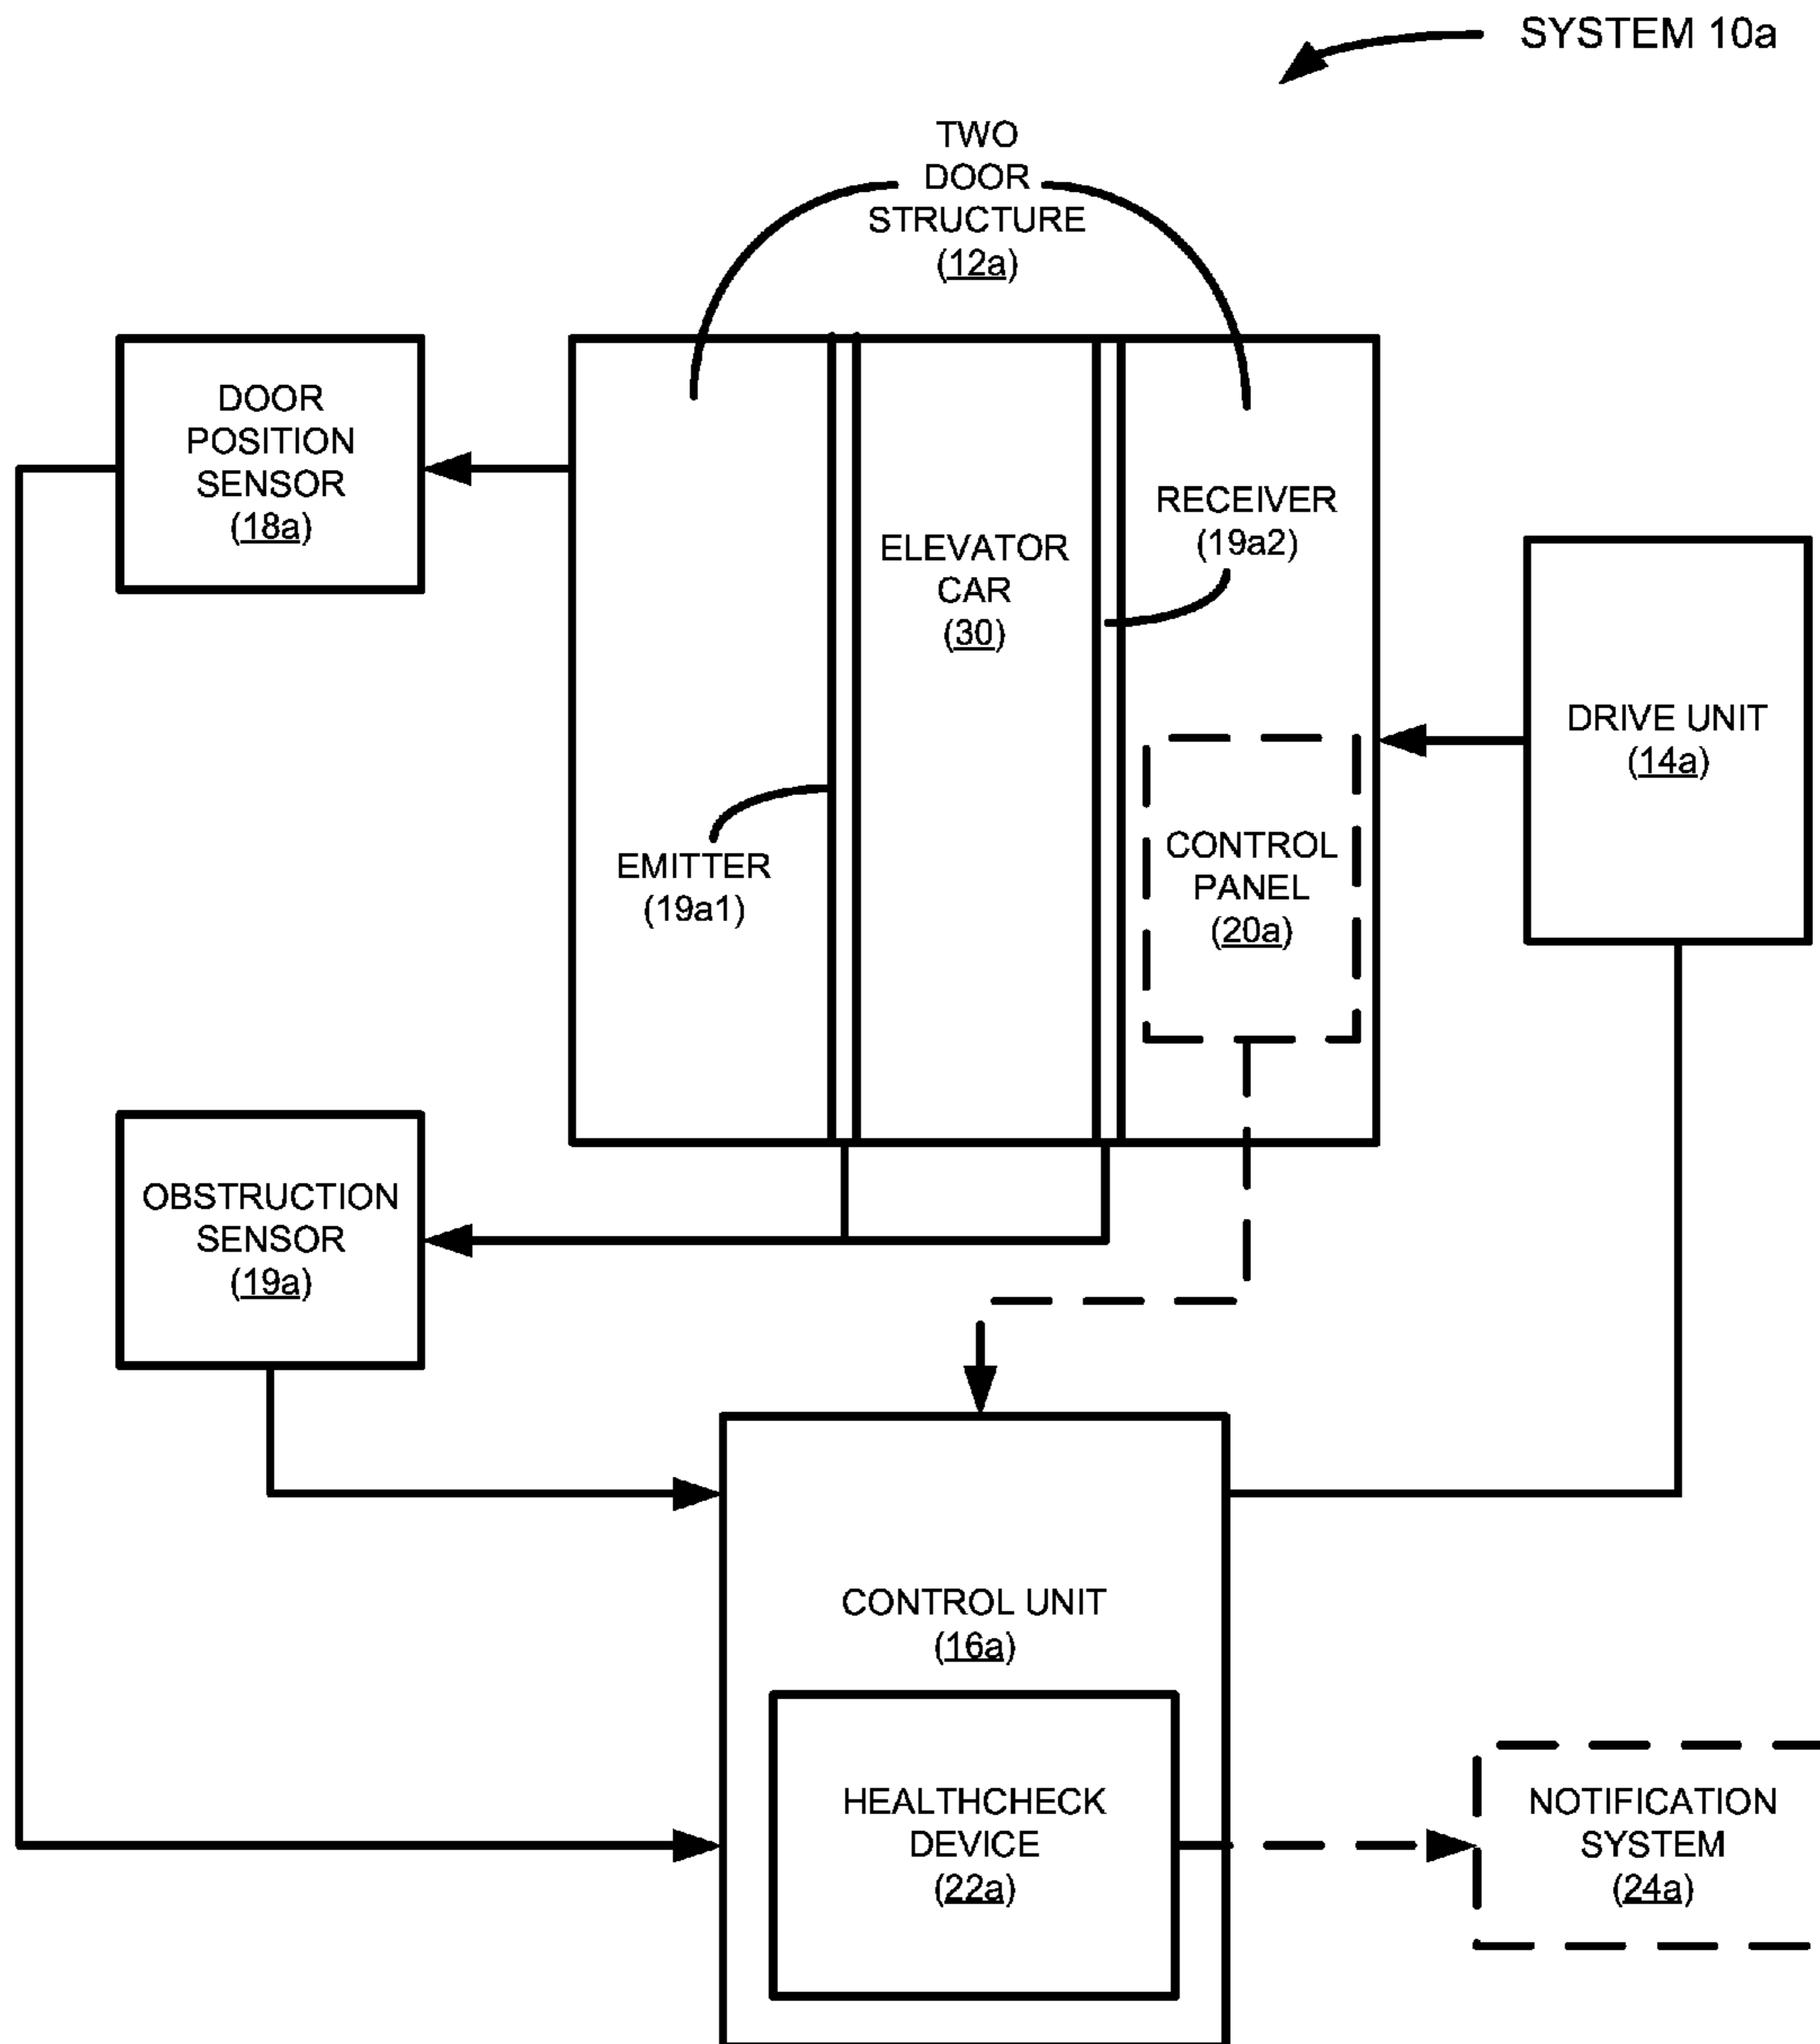 SYSTEM 10a
TWO
DOOR
STRUCTURE
(12a)
DOOR
POSITION
SENSOR
(18a)
RECEIVER
(19a2)
ELEVATOR
CAR
(30)
DRIVE UNIT
(14a)
EMITTER
(19a1)
CONTROL
PANEL
(20a)
OBSTRUCTION
SENSOR
(19a)
CONTROL UNIT
(16a)
HEALTHCHECK
DEVICE
(22a)
NOTIFICATION
SYSTEM
(24a)